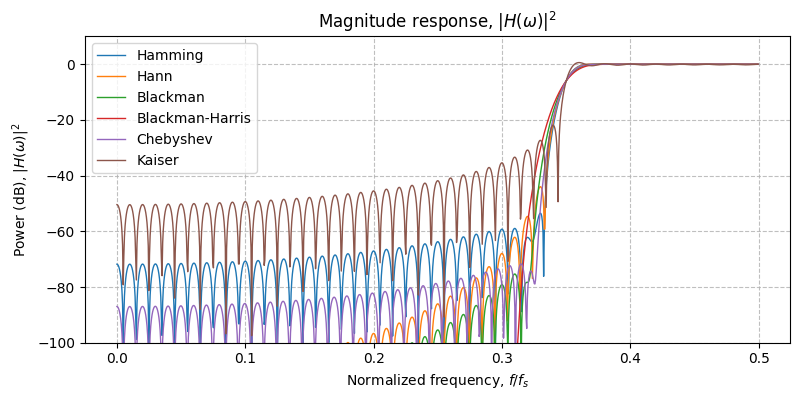 Magnitude response, |H(ω)|²
Power (dB), |H(ω)|²
0
−20
−40
−60
−80
−100
Hamming
Hann
Blackman
Blackman-Harris
Chebyshev
Kaiser
0.0 0.1 0.2 0.3 0.4 0.5
Normalized frequency, f/fₛ